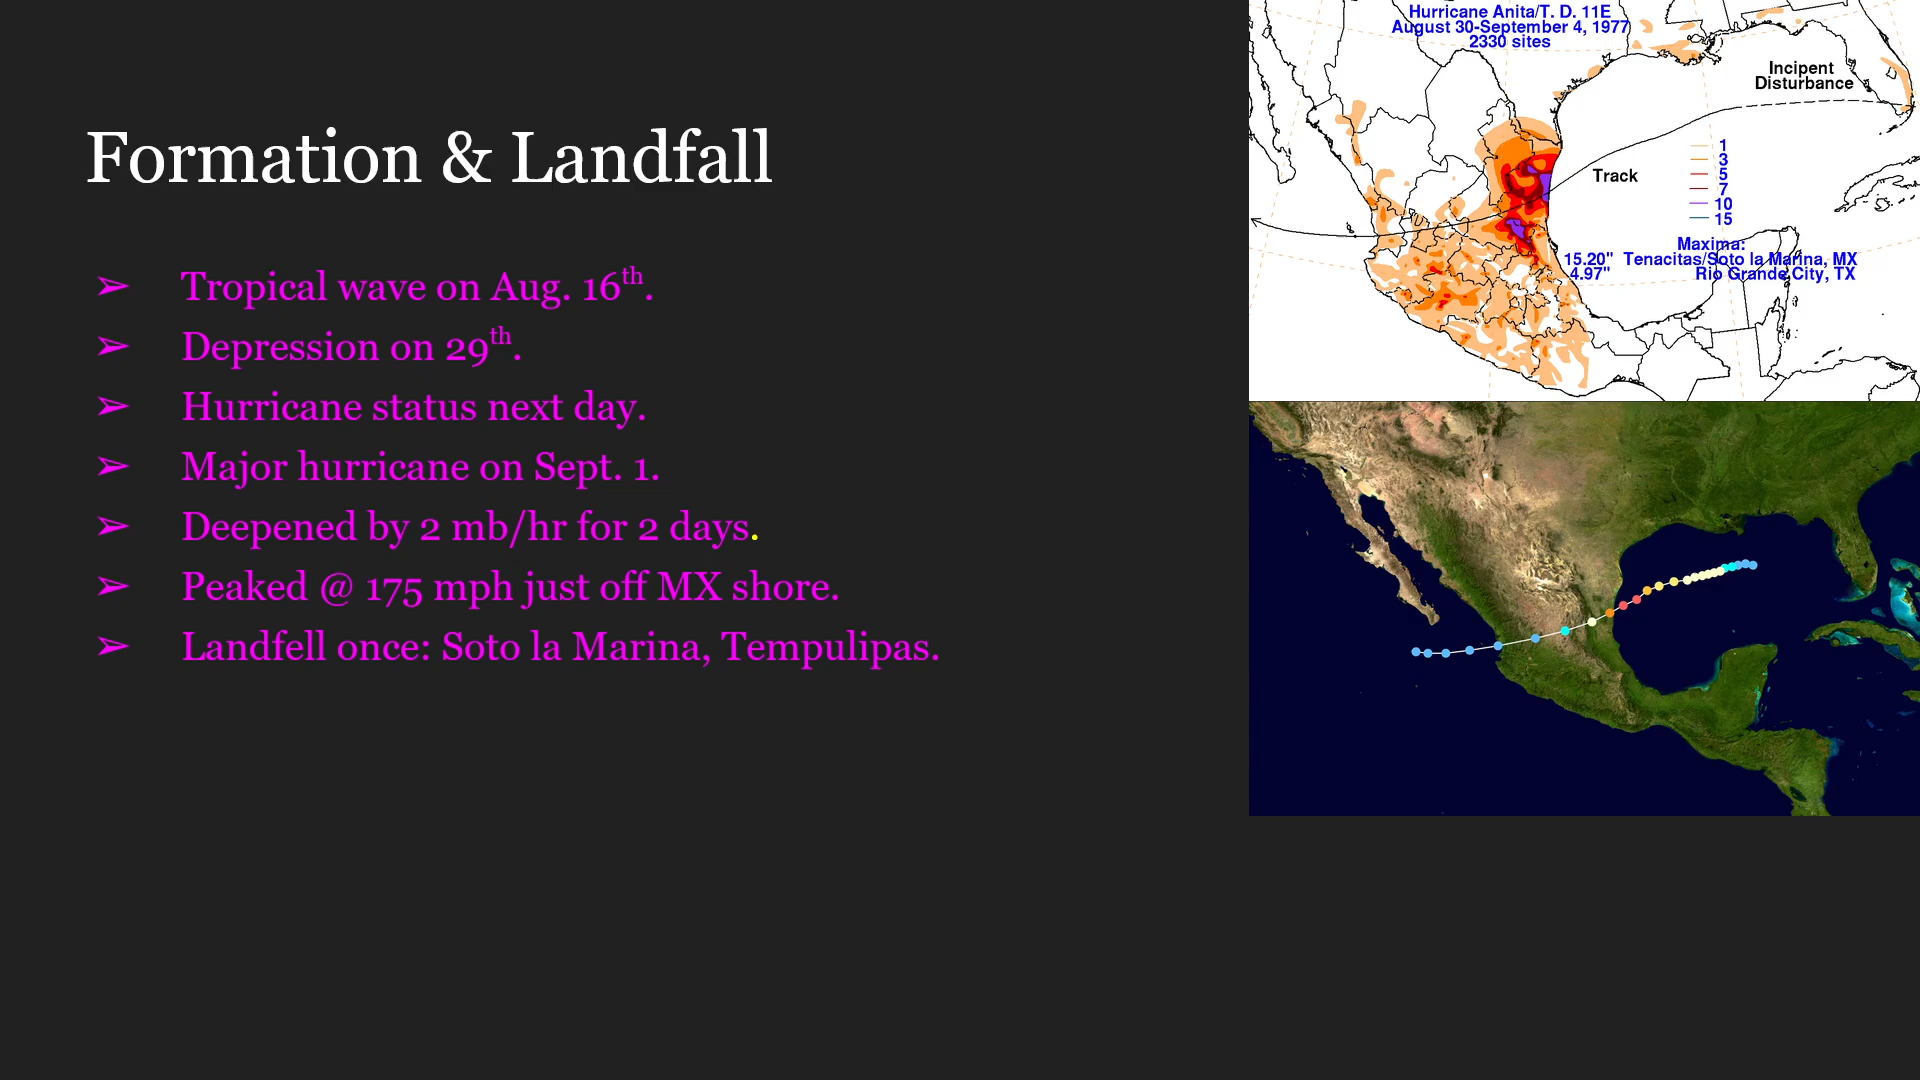 Formation & Landfall
➢ Tropical wave on Aug. 16th.
➢ Depression on 29th.
➢ Hurricane status next day.
➢ Major hurricane on Sept. 1.
➢ Deepened by 2 mb/hr for 2 days.
➢ Peaked @ 175 mph just off MX shore.
➢ Landfell once: Soto la Marina, Tempulipas.
Hurricane Anita/T. D. 11E
August 30-September 4, 1977
2330 sites
Incipent
Disturbance
Track
1
3
5
7
10
15
Maxima:
15.20" Tenacitas/Soto la Marina, MX
4.97" Rio Grande City, TX